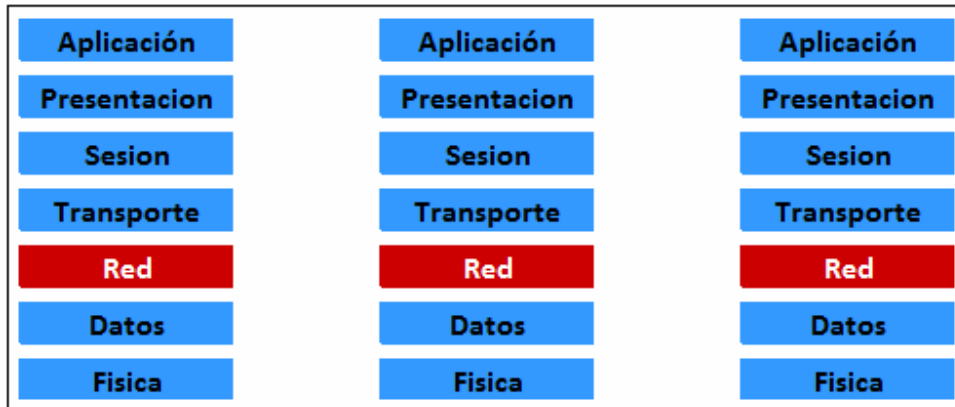 Aplicación Aplicación Aplicación
Presentacion Presentacion Presentacion
Sesion Sesion Sesion
Transporte Transporte Transporte
Red Red Red
Datos Datos Datos
Fisica Fisica Fisica